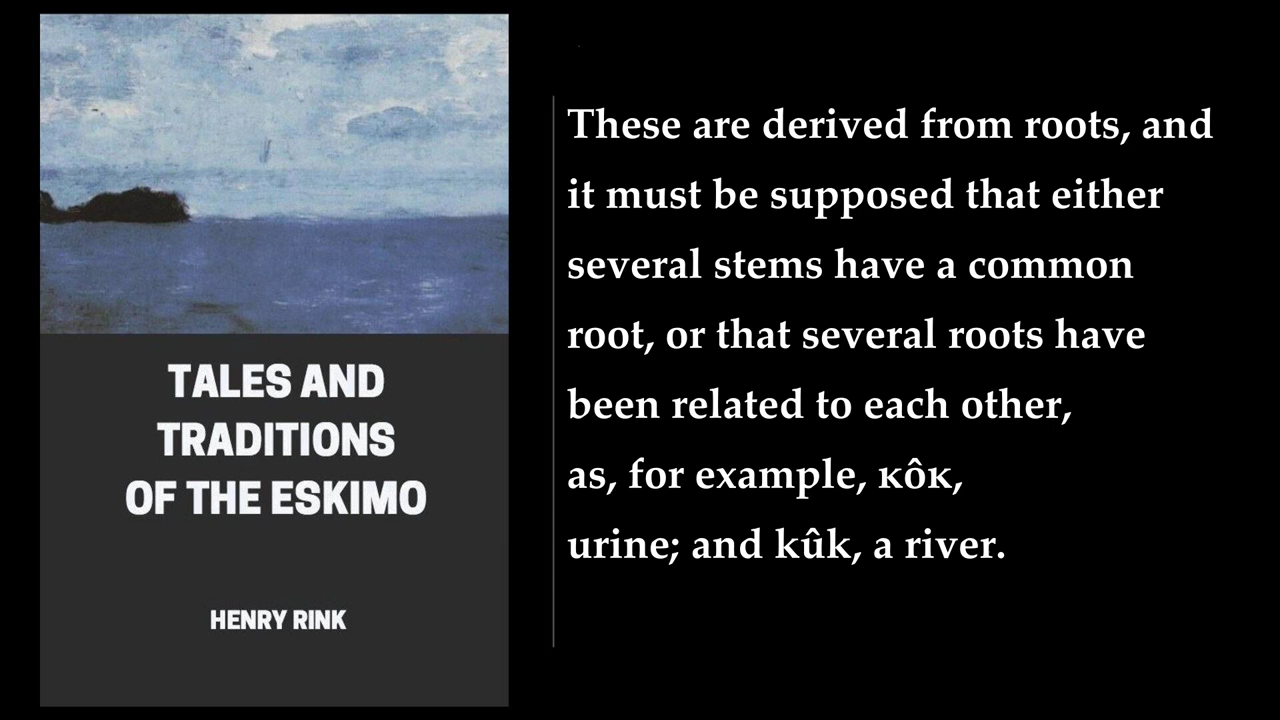 TALES AND
TRADITIONS
OF THE ESKIMO
HENRY RINK
These are derived from roots, and
it must be supposed that either
several stems have a common
root, or that several roots have
been related to each other,
as, for example, ĸôĸ,
urine; and kûk, a river.